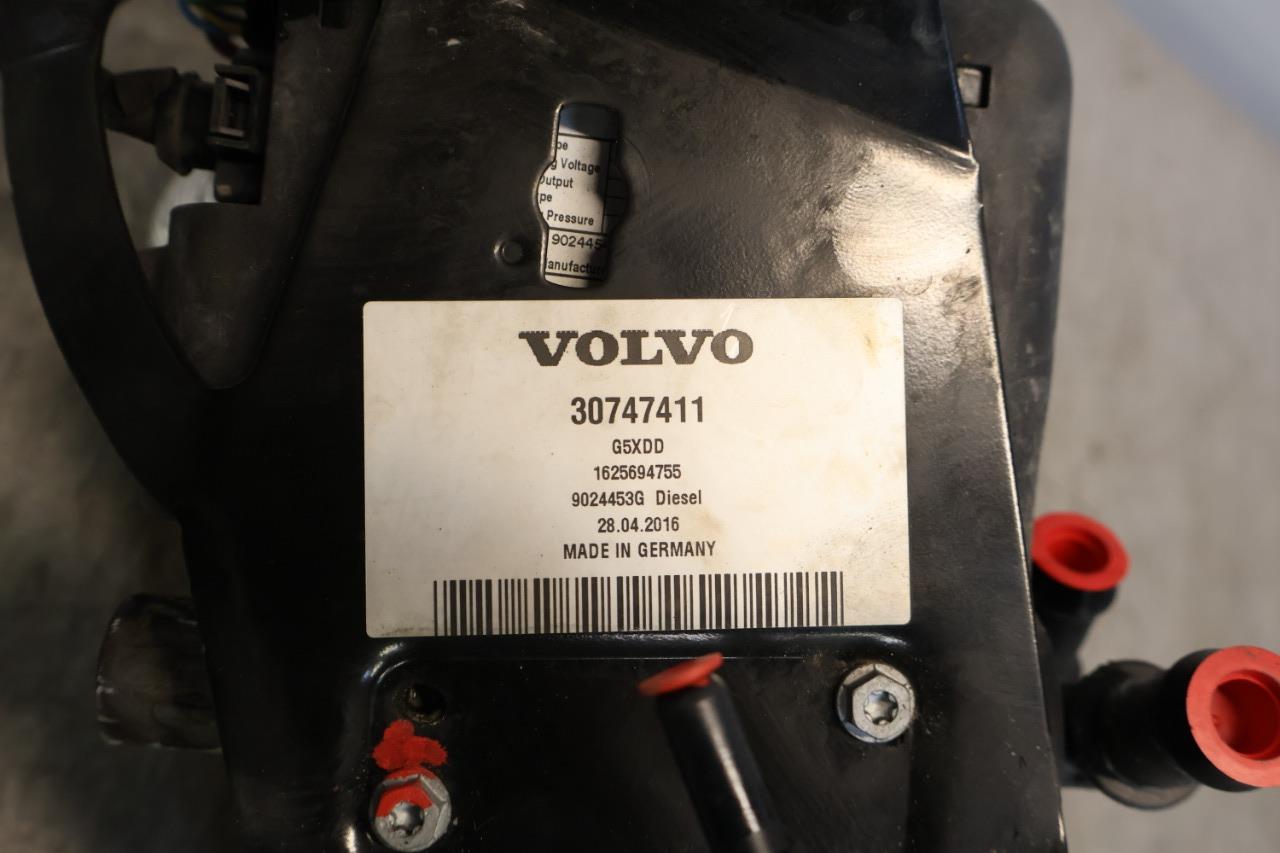 Voltage
Output
Pressure
VOLVO
30747411
G5XDD
1625694755
9024453G Diesel
28.04.2016
MADE IN GERMANY